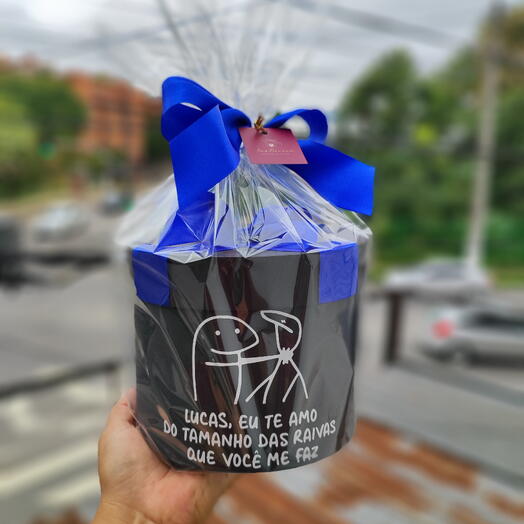 LUCAS, EU TE AMO
DO TAMANHO DAS RAIVAS
QUE VOCÊ ME FAZ